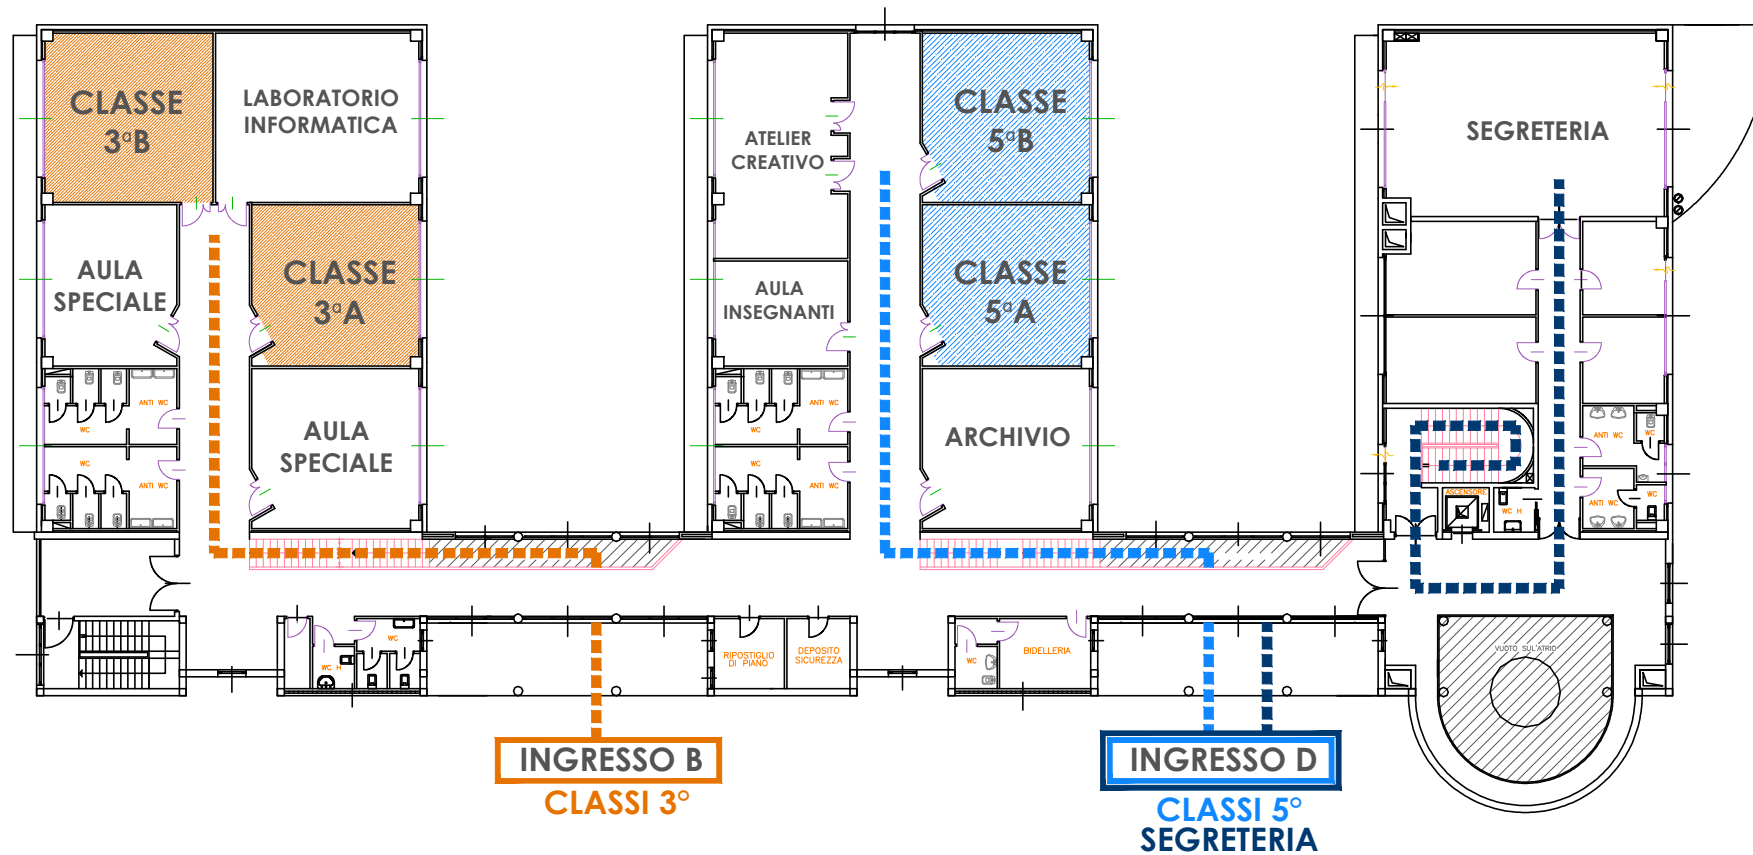 CLASSE
3ªB
LABORATORIO
INFORMATICA
ATELIER
CREATIVO
CLASSE
5ªB
SEGRETERIA
AULA
SPECIALE
CLASSE
3ªA
AULA
INSEGNANTI
CLASSE
5ªA
ANTI WC
WC
WC
ANTI WC
AULA
SPECIALE
ANTI WC
WC
WC
ANTI WC
ARCHIVIO
ANTI WC
WC
ASCENSORE
WC H
ANTI WC
WC
WC
WC H
RIPOSTIGLIO
DI PIANO
DEPOSITO
SICUREZZA
WC
BIDELLERIA
VUOTO SULL'ATRIO
INGRESSO B
CLASSI 3°
INGRESSO D
CLASSI 5°
SEGRETERIA